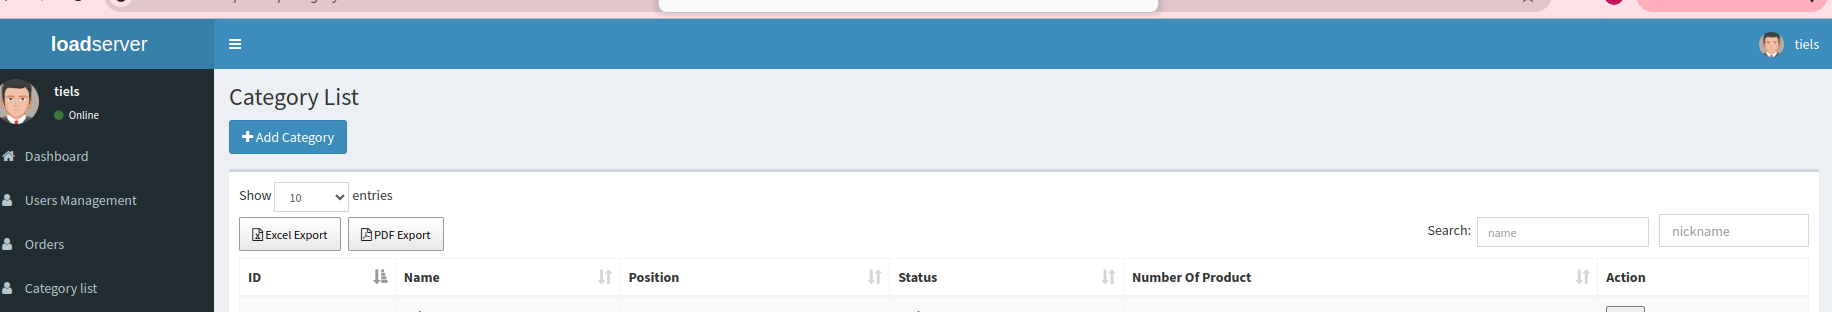 loadserver
tiels
tiels
Online
Category List
Add Category
Dashboard
Users Management
Orders
Category list
Show 10 entries
Excel Export PDF Export
Search: name nickname
ID Name Position Status Number Of Product Action